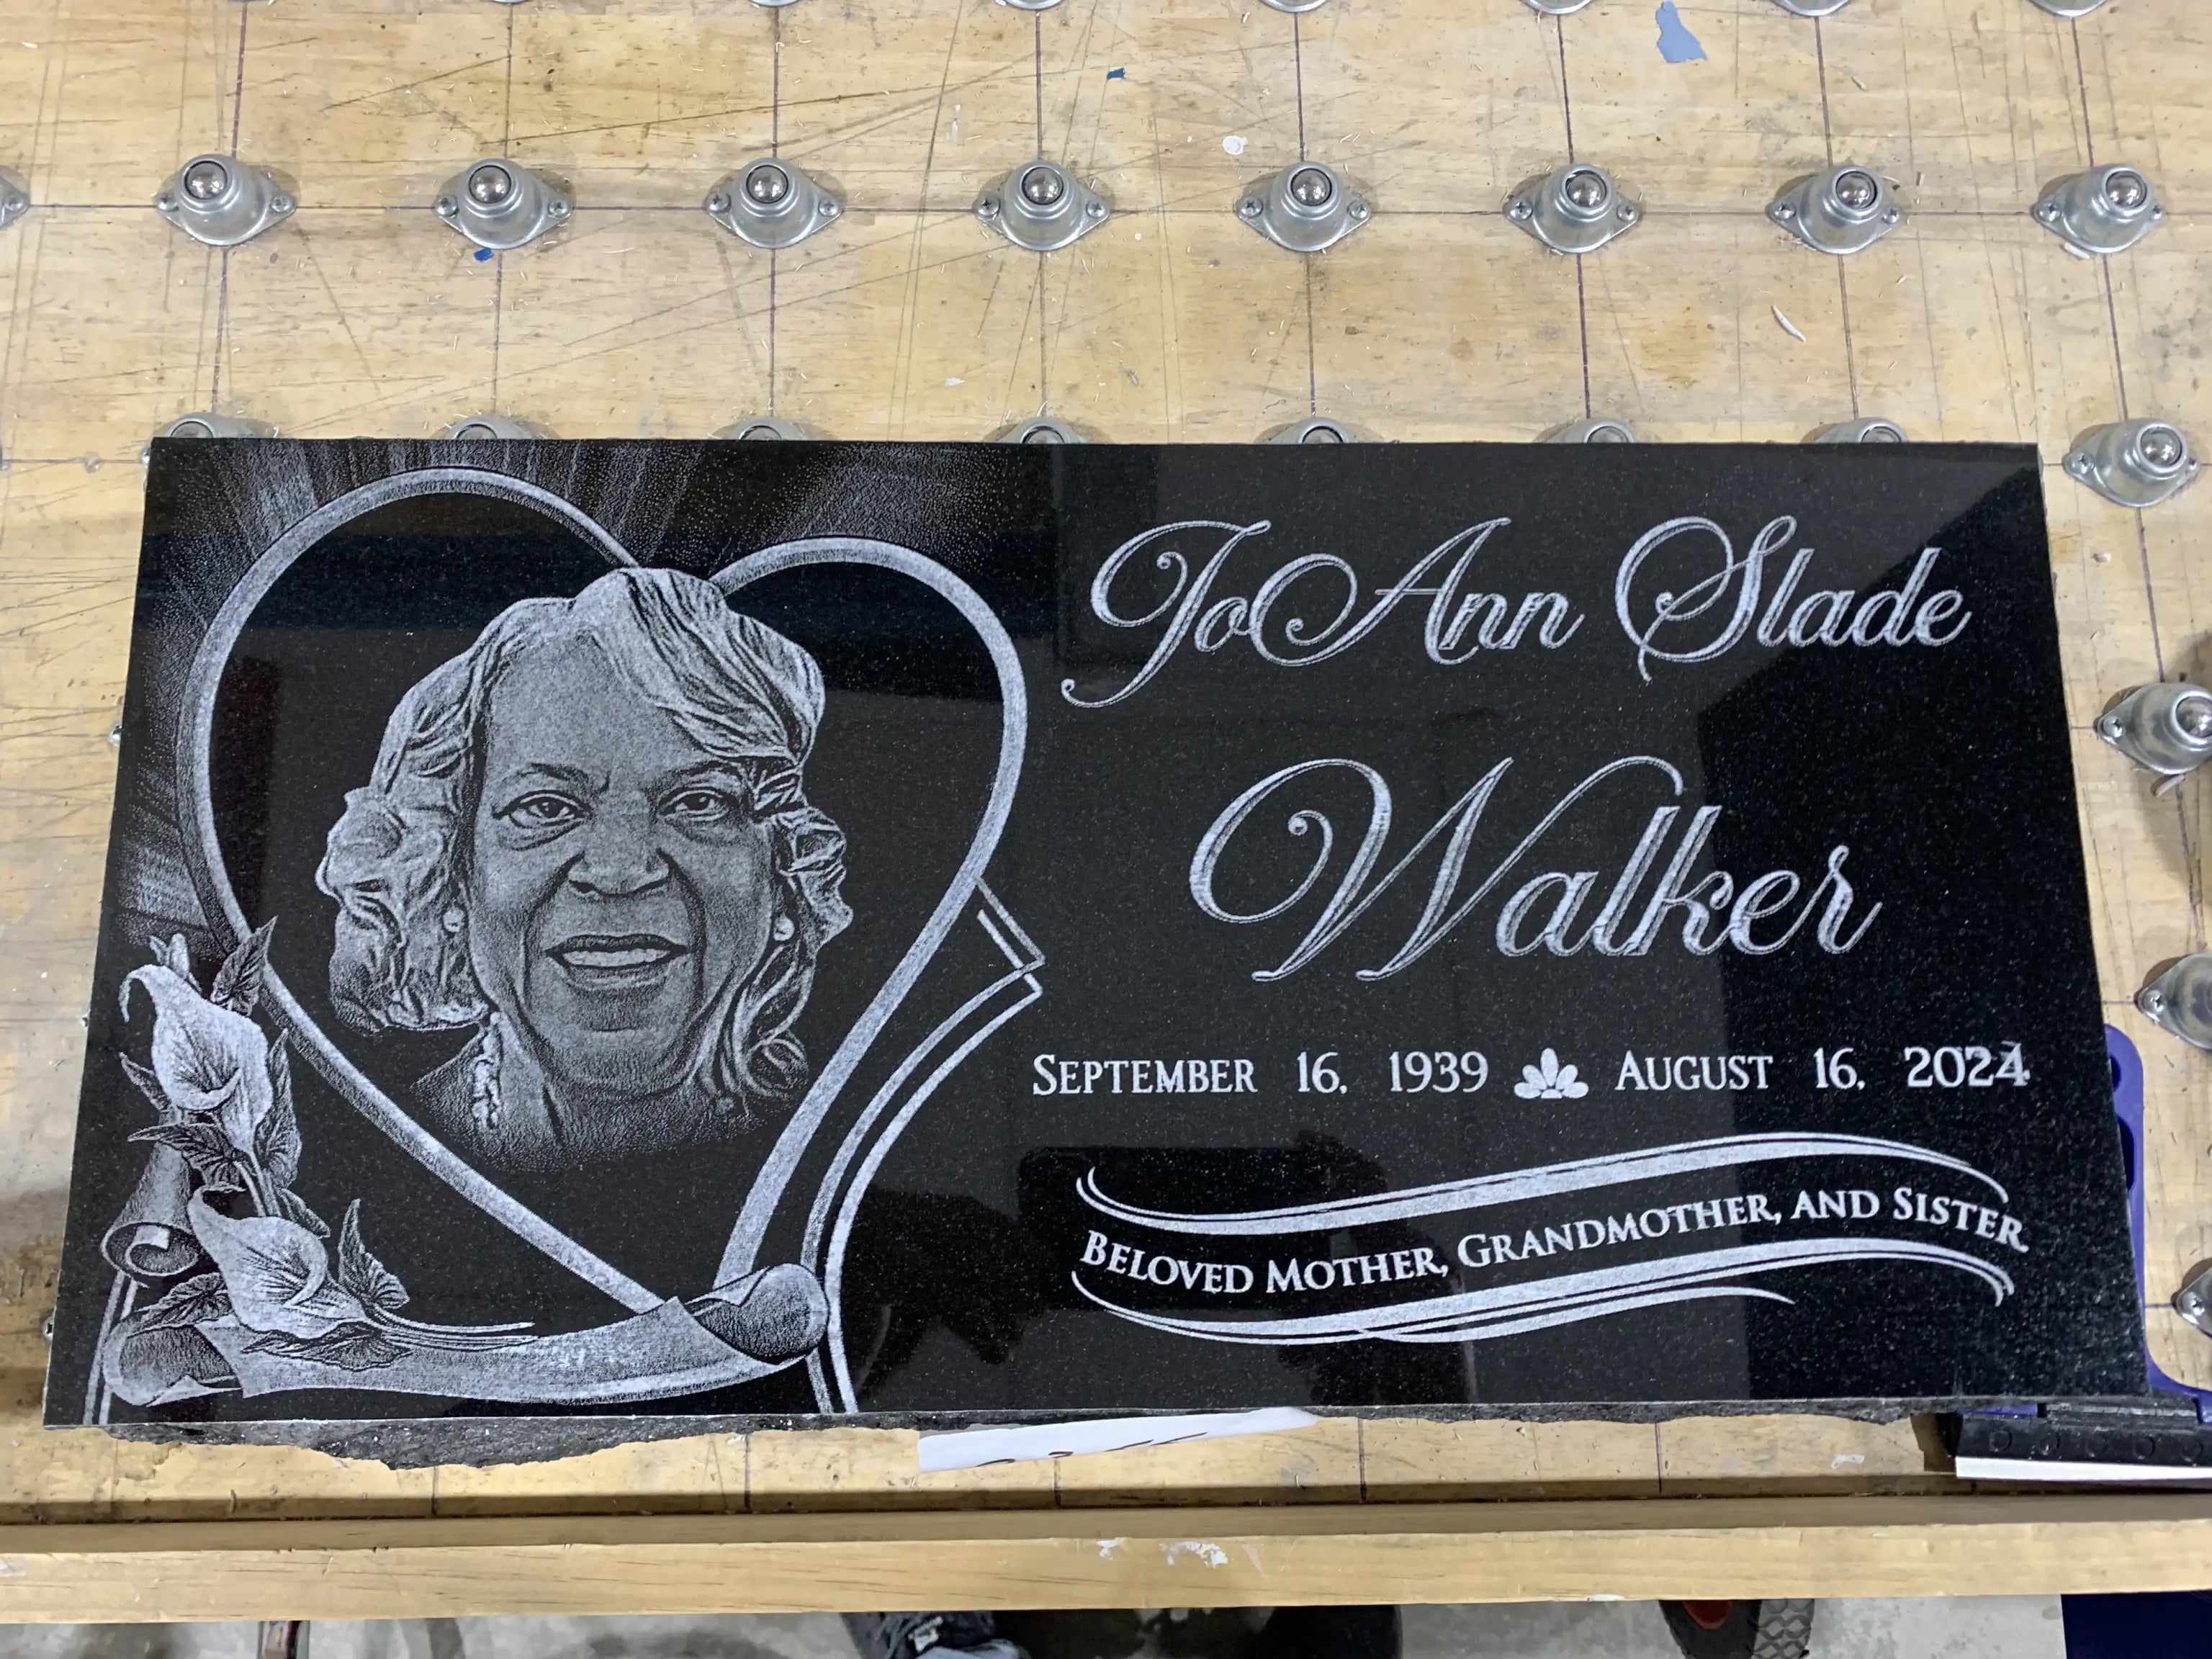 JoAnn Slade
Walker
September 16, 1939 August 16, 2024
Beloved Mother, Grandmother, and Sister